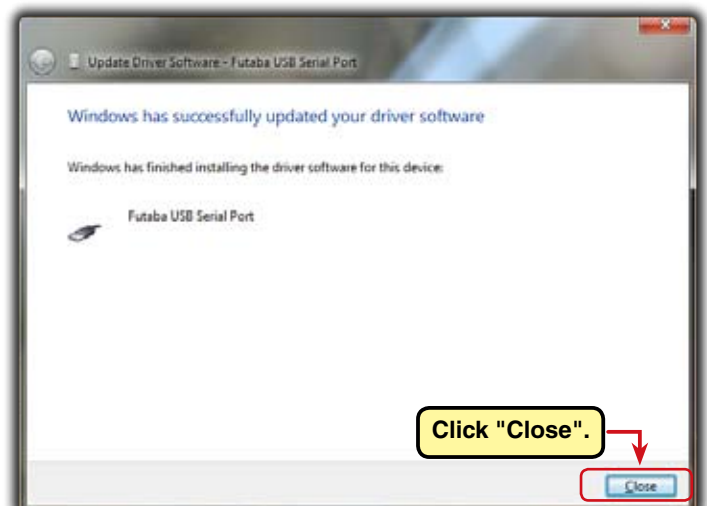 Update Driver Software - Futaba USB Serial Port
Windows has successfully updated your driver software
Windows has finished installing the driver software for this device:
Futaba USB Serial Port
Click "Close".
Close